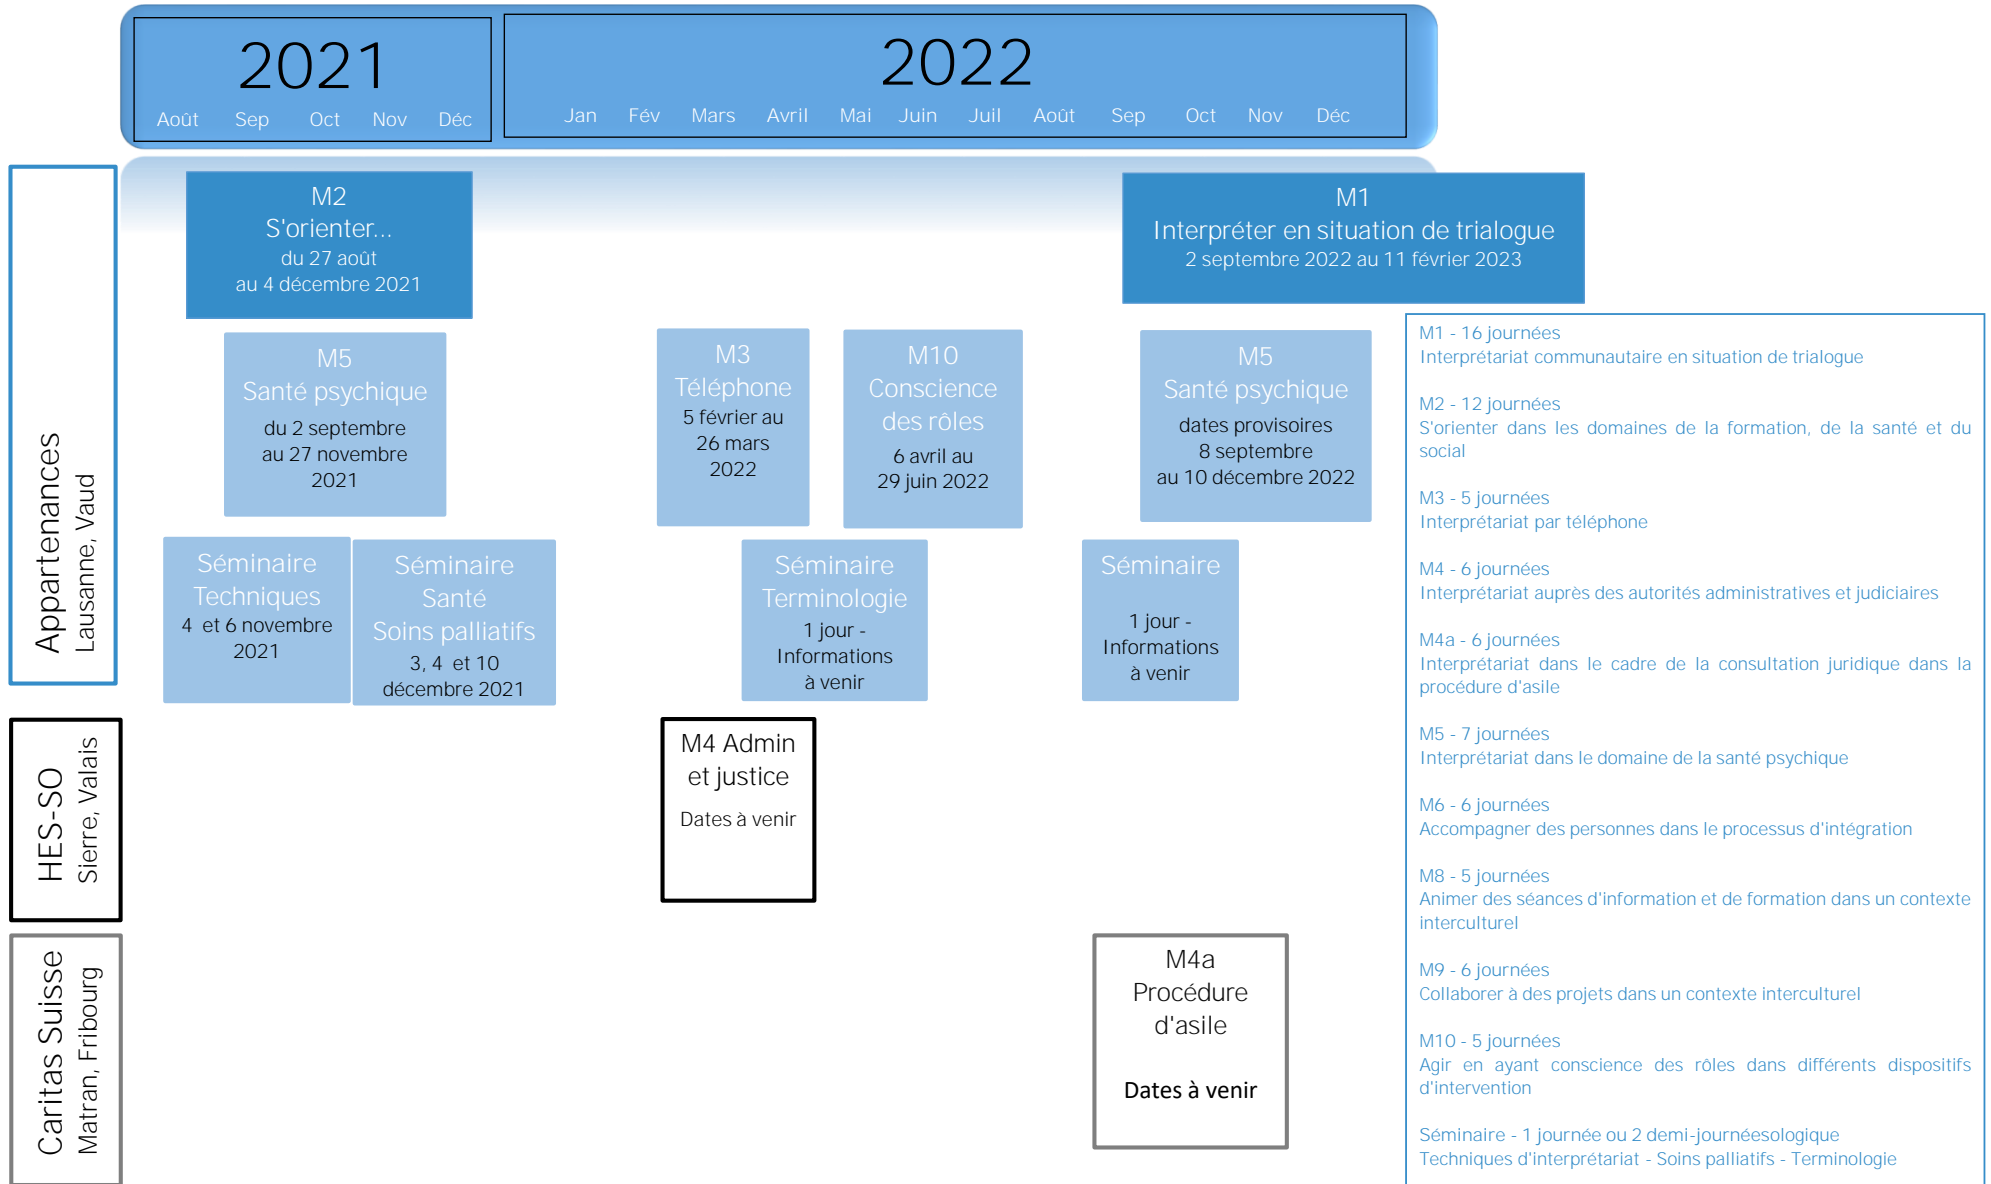 2021
Août Sep Oct Nov Déc
2022
Jan Fév Mars Avril Mai Juin Juil Août Sep Oct Nov Déc
Appartenances
Lausanne, Vaud
M2
S'orienter...
du 27 août
au 4 décembre 2021
M1
Interpréter en situation de trialogue
2 septembre 2022 au 11 février 2023
M5
Santé psychique
du 2 septembre
au 27 novembre
2021
M3
Téléphone
5 février au
26 mars
2022
M10
Conscience
des rôles
6 avril au
29 juin 2022
M5
Santé psychique
dates provisoires
8 septembre
au 10 décembre 2022
Séminaire
Techniques
4 et 6 novembre
2021
Séminaire
Santé
Soins palliatifs
3, 4 et 10
décembre 2021
Séminaire
Terminologie
1 jour -
Informations
à venir
Séminaire
1 jour -
Informations
à venir
HES-SO
Sierre, Valais
M4 Admin
et justice
Dates à venir
Caritas Suisse
Matran, Fribourg
M4a
Procédure
d'asile
Dates à venir
M1 - 16 journées
Interprétariat communautaire en situation de trialogue
M2 - 12 journées
S'orienter dans les domaines de la formation, de la santé et du
social
M3 - 5 journées
Interprétariat par téléphone
M4 - 6 journées
Interprétariat auprès des autorités administratives et judiciaires
M4a - 6 journées
Interprétariat dans le cadre de la consultation juridique dans la
procédure d'asile
M5 - 7 journées
Interprétariat dans le domaine de la santé psychique
M6 - 6 journées
Accompagner des personnes dans le processus d'intégration
M8 - 5 journées
Animer des séances d'information et de formation dans un contexte
interculturel
M9 - 6 journées
Collaborer à des projets dans un contexte interculturel
M10 - 5 journées
Agir en ayant conscience des rôles dans différents dispositifs
d'intervention
Séminaire - 1 journée ou 2 demi-journéesologique
Techniques d'interprétariat - Soins palliatifs - Terminologie